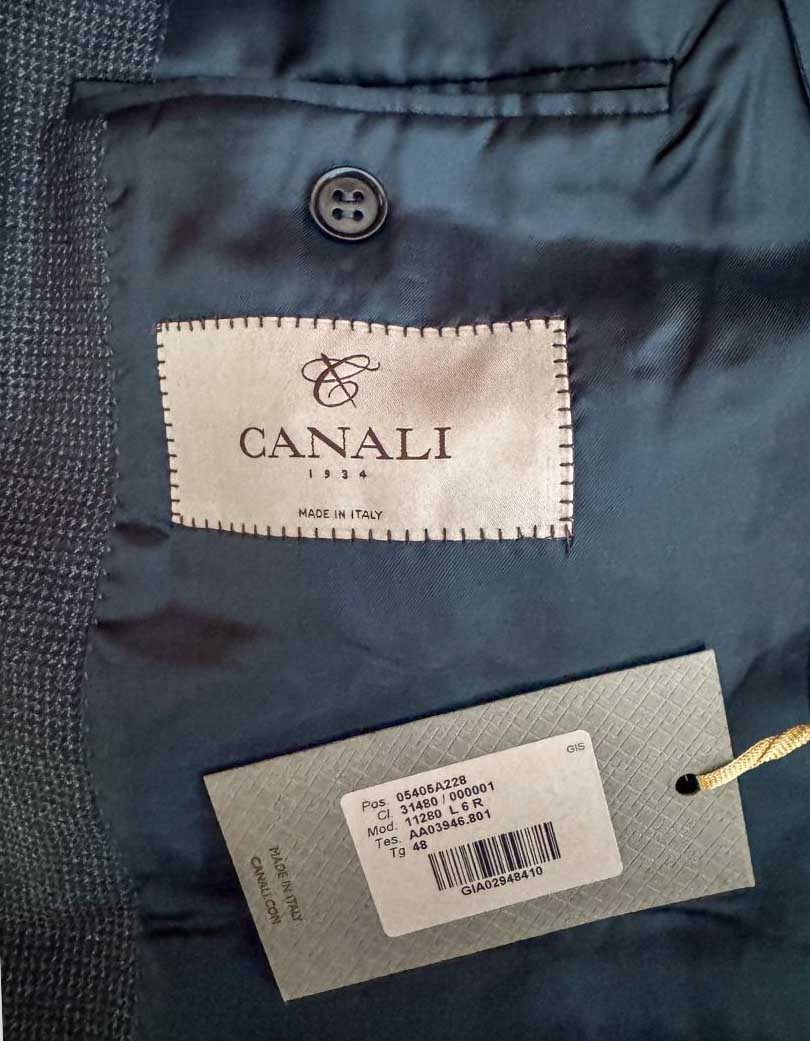 CANALI
1934
MADE IN ITALY
GIS
Pos. 05405A228
Cl. 31480 / 000001
Mod. 11280 L 6 R
Tes. AA03946.801
Tg 48
GIA02948410
MADE IN ITALY
CANALI.COM